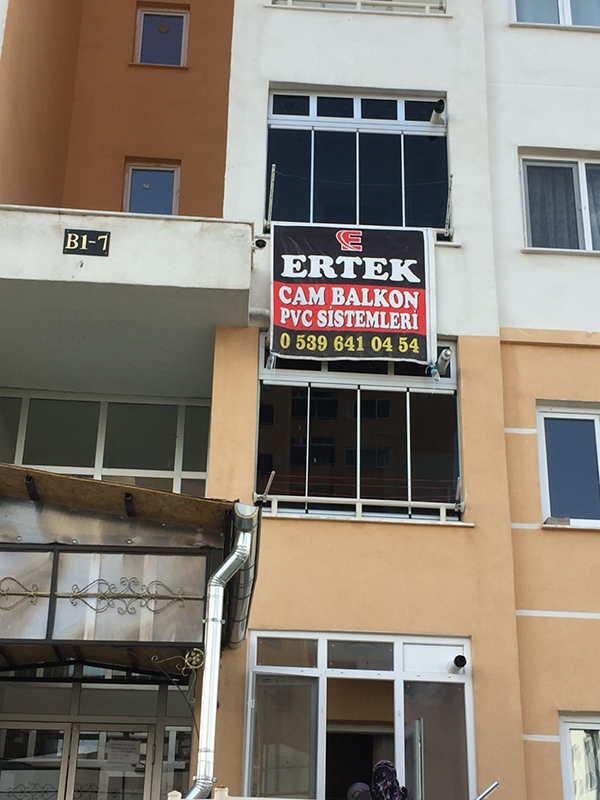 B1-7
ERTEK
CAM BALKON
PVC SİSTEMLERİ
0 539 641 04 54